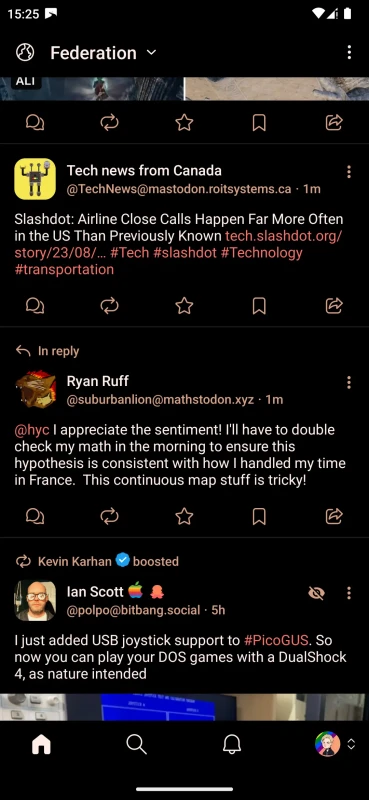 15:25
Federation
ALT
Tech news from Canada
@TechNews@mastodon.roitsystems.ca · 1m
Slashdot: Airline Close Calls Happen Far More Often
in the US Than Previously Known tech.slashdot.org/
story/23/08/… #Tech #slashdot #Technology
#transportation
In reply
Ryan Ruff
@suburbanlion@mathstodon.xyz · 1m
@hyc I appreciate the sentiment! I'll have to double
check my math in the morning to ensure this
hypothesis is consistent with how I handled my time
in France.  This continuous map stuff is tricky!
Kevin Karhan boosted
Ian Scott
@polpo@bitbang.social · 5h
I just added USB joystick support to #PicoGUS. So
now you can play your DOS games with a DualShock
4, as nature intended